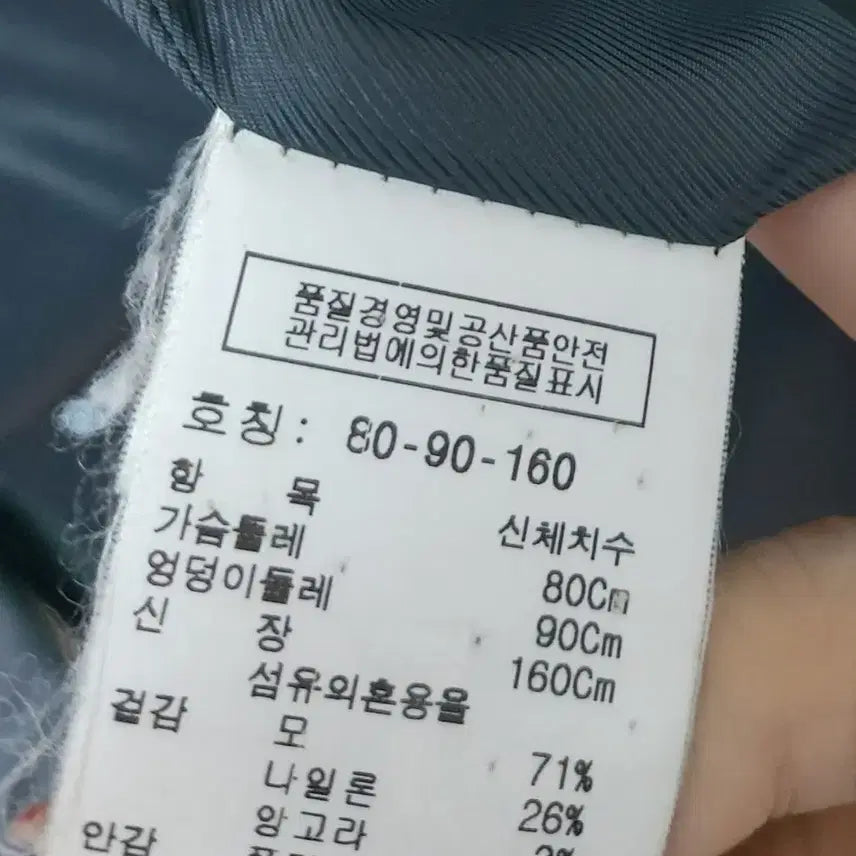 품질경영및공산품안전
관리법에의한품질표시
호칭: 80-90-160
항 목 신체치수
가슴둘레 80Cm
엉덩이둘레 90Cm
신 장 160Cm
섬유의혼용율
겉감 모 71%
나일론 26%
앙고라 3%
안감